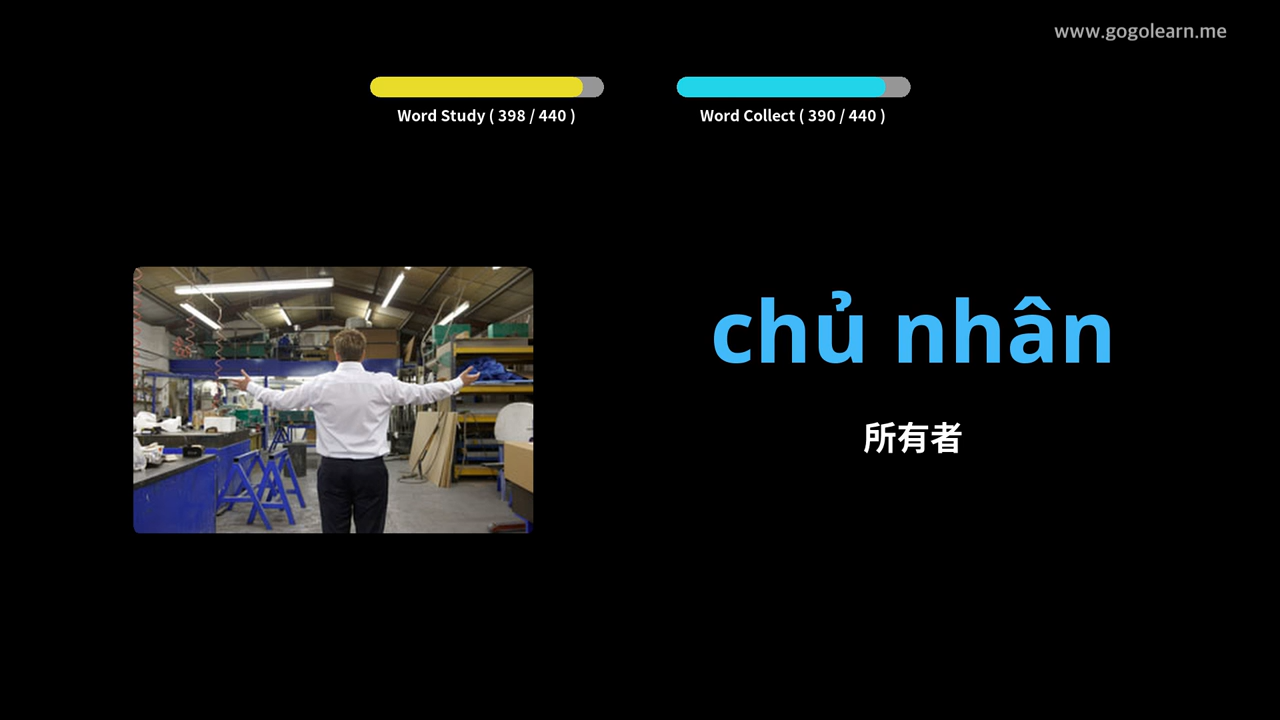 www.gogolearn.me
Word Study ( 398 / 440 )
Word Collect ( 390 / 440 )
chủ nhân
所有者